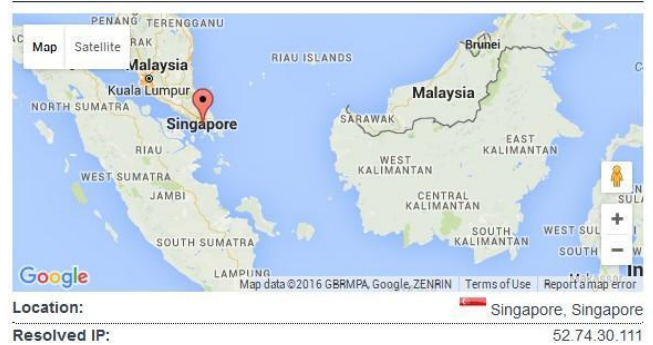 PENANG TERENGGANU
Map Satellite
RAK
Malaysia
Kuala Lumpur
RIAU ISLANDS
Brunei
Malaysia
NORTH SUMATRA
Singapore
SARAWAK
RIAU
EAST
KALIMANTAN
WEST
KALIMANTAN
WEST SUMATRA
JAMBI
CENTRAL
KALIMANTAN
SOUTH
KALIMANTAN
SOUTH SUMATRA
WEST SUL
SOUTH
LAMPUNG
Google
Map data ©2016 GBRMPA, Google, ZENRIN Terms of Use Report a map error
Location: Singapore, Singapore
Resolved IP: 52.74.30.111